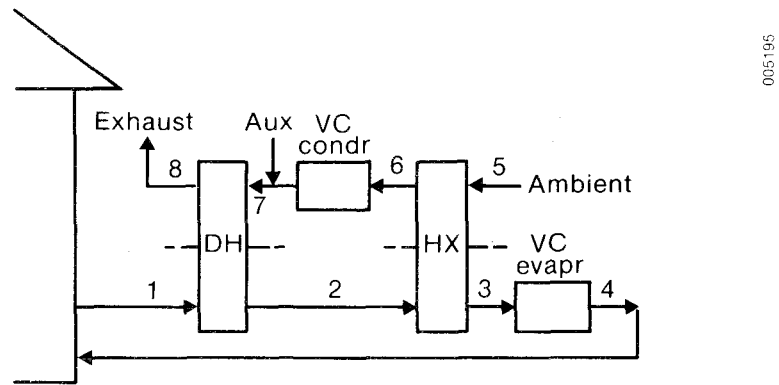 005195
Exhaust
Aux
VC
condr
8
7
6
5
Ambient
DH
HX
VC
evapr
1
2
3
4